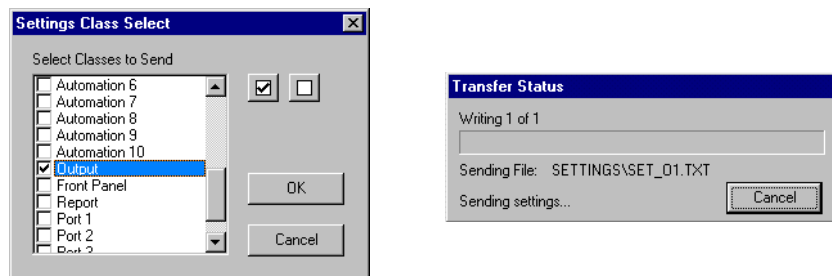 Settings Class Select
Select Classes to Send
Automation 6
Automation 7
Automation 8
Automation 9
Automation 10
Output
Front Panel
Report
Port 1
Port 2
Port 3
OK
Cancel
Transfer Status
Writing 1 of 1
Sending File: SETTINGS\SET_01.TXT
Sending settings...
Cancel